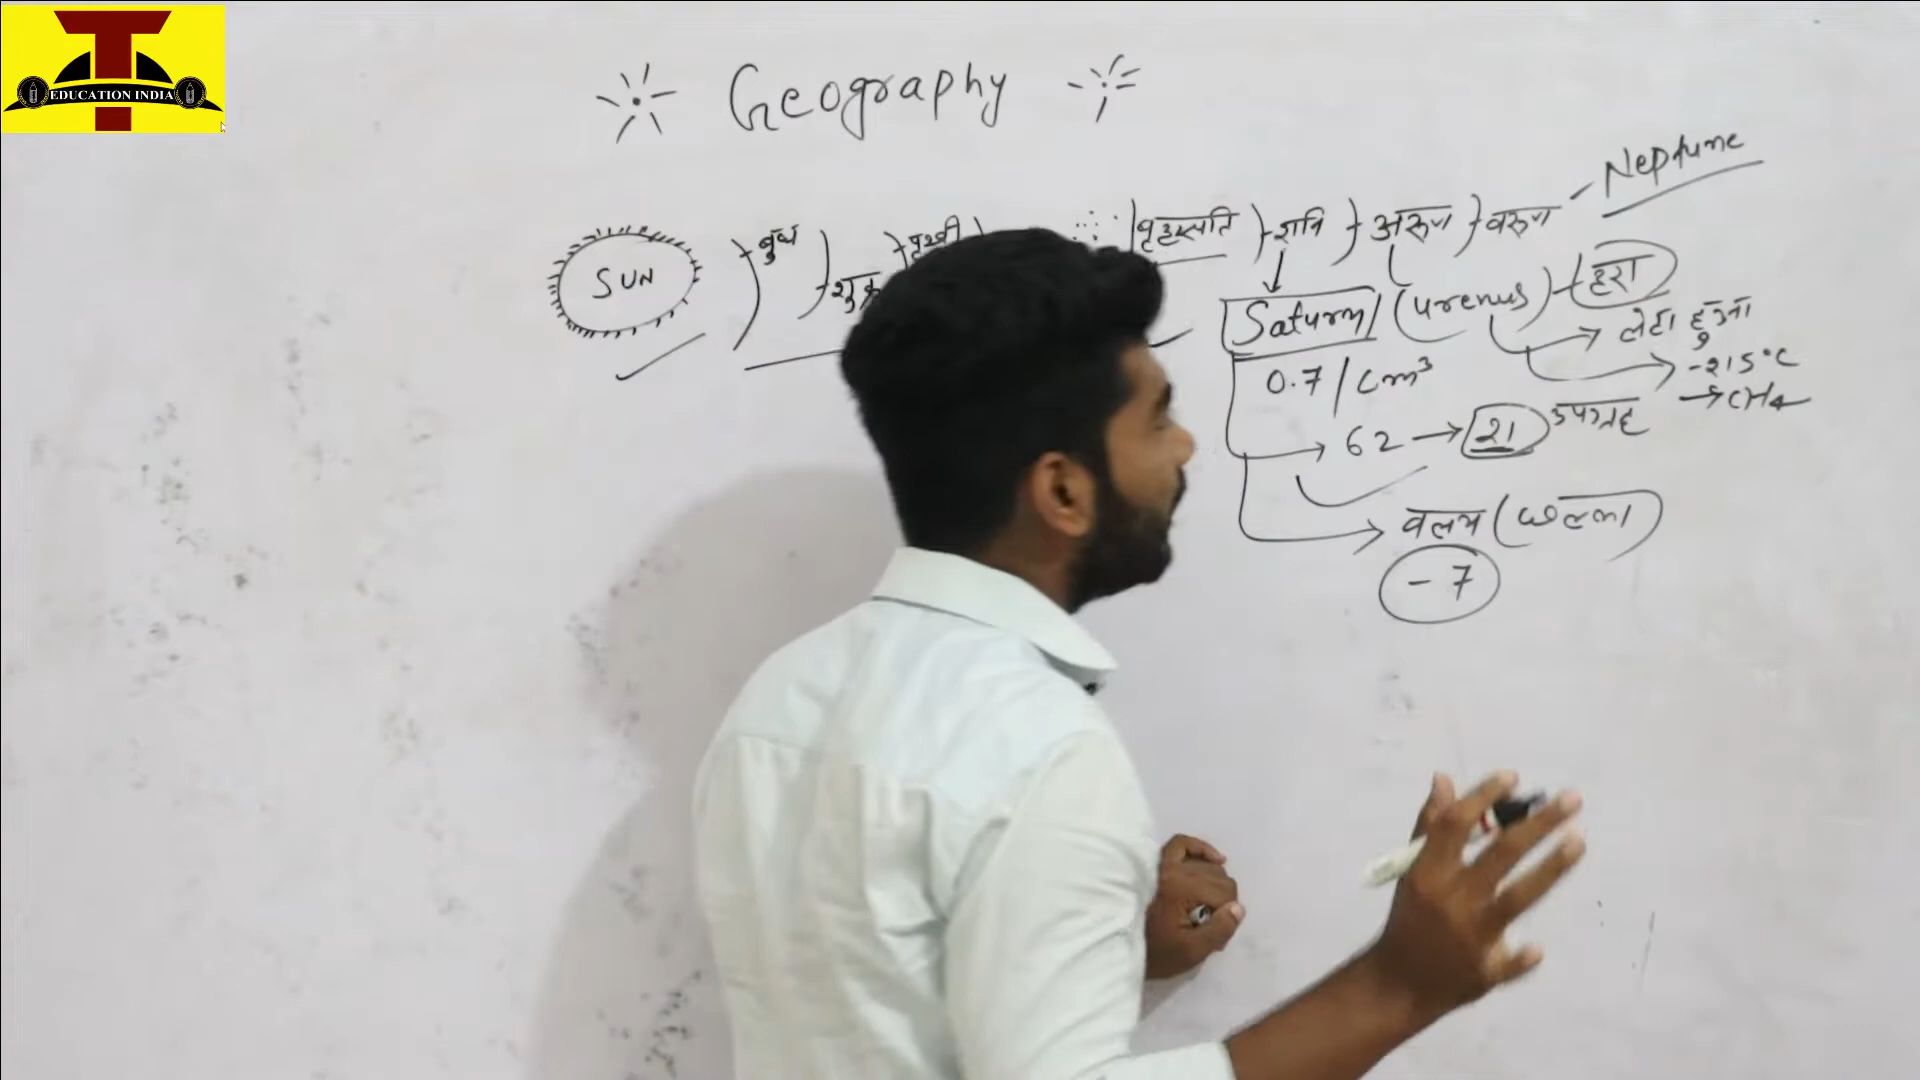 EDUCATION INDIA
Geography
SUN
बुध
शुक्र
पृथ्वी
बृहस्पति
शनि
अरुण
वरुण
Neptune
Saturn
(Urenus)
हरा
लेटा हुआ
-215°C
CH4
0.7/cm³
62 → 21 उपग्रह
वलय (छल्ला)
- 7